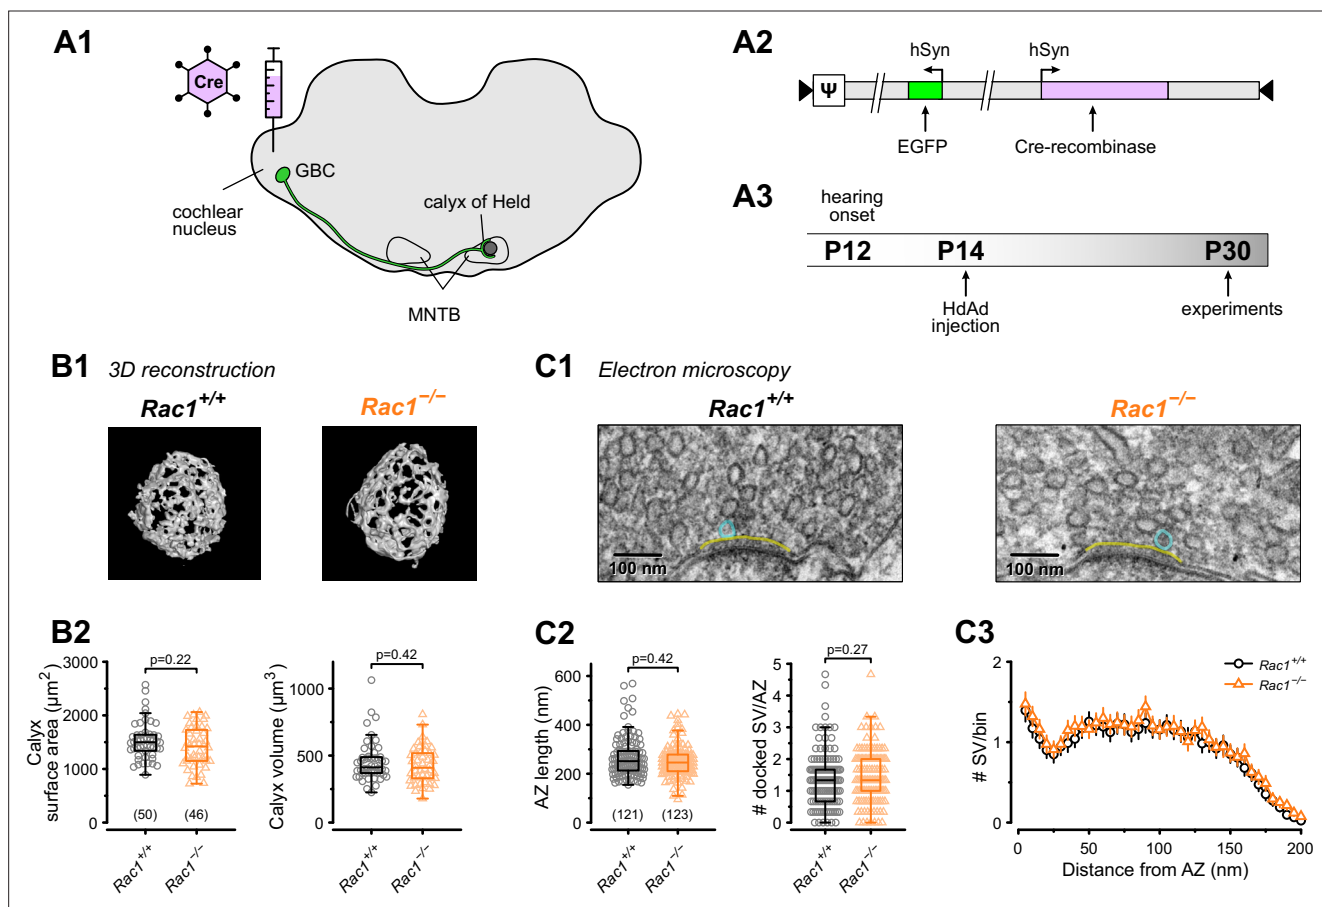 A1
Cre
GBC
cochlear
nucleus
calyx of Held
MNTB
A2
hSyn
hSyn
Ψ
EGFP
Cre-recombinase
A3
hearing
onset
P12
P14
P30
HdAd
injection
experiments
B1
3D reconstruction
Rac1+/+
Rac1−/−
C1
Electron microscopy
Rac1+/+
Rac1−/−
100 nm
100 nm
B2
Calyx
surface area (µm²)
3000
2000
1000
0
p=0.22
(50)
(46)
Rac1+/+
Rac1−/−
Calyx volume (µm³)
1000
500
0
p=0.42
Rac1+/+
Rac1−/−
C2
AZ length (nm)
600
400
200
0
p=0.42
(121)
(123)
Rac1+/+
Rac1−/−
# docked SV/AZ
5
4
3
2
1
0
p=0.27
Rac1+/+
Rac1−/−
C3
# SV/bin
2
1
0
Rac1+/+
Rac1−/−
0
50
100
150
200
Distance from AZ (nm)